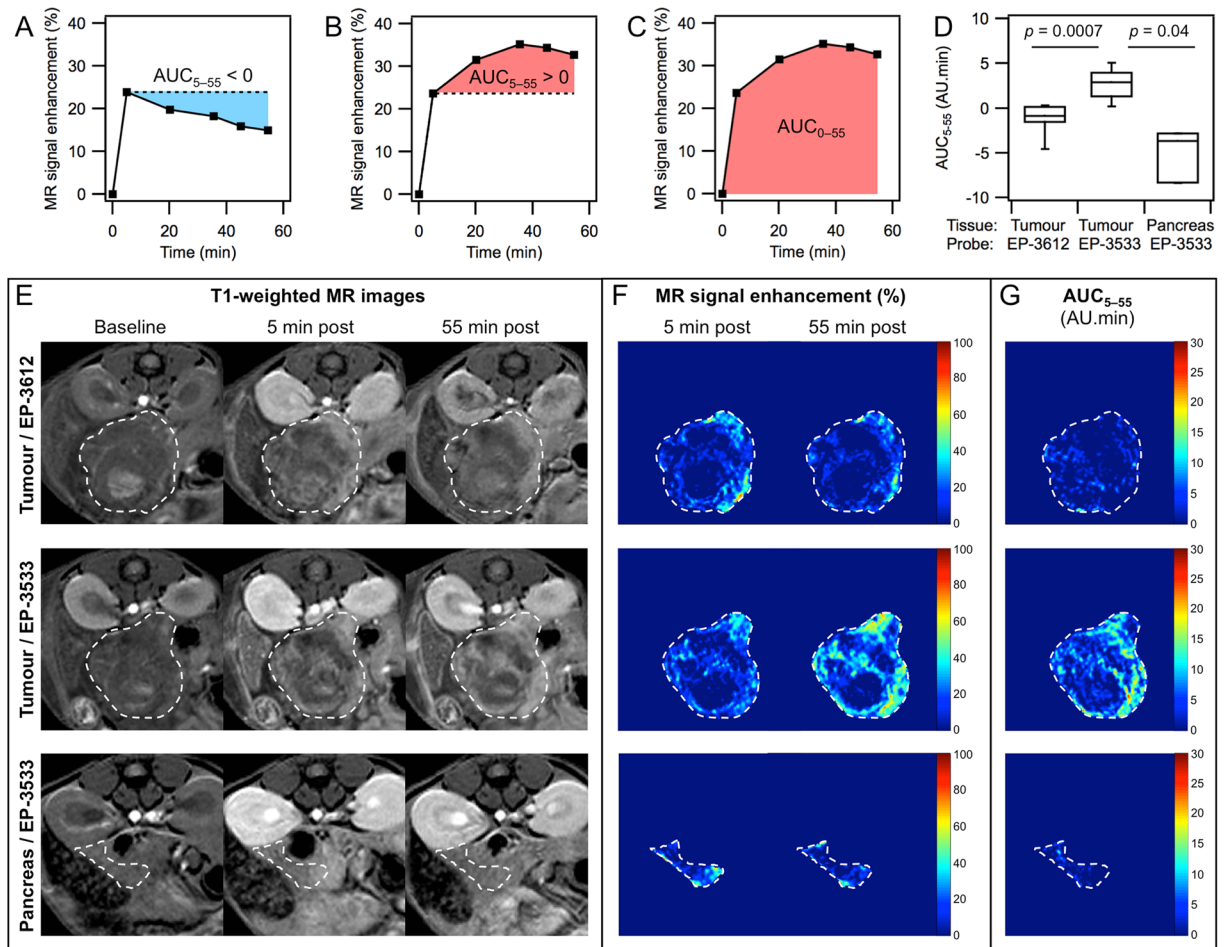 A
MR signal enhancement (%)
40
30
20
10
0
AUC5–55 < 0
0 20 40 60
Time (min)
B
MR signal enhancement (%)
40
30
20
10
0
AUC5–55 > 0
0 20 40 60
Time (min)
C
MR signal enhancement (%)
40
30
20
10
0
AUC0–55
0 20 40 60
Time (min)
D
AUC5-55 (AU.min)
10
5
0
-5
-10
p = 0.0007 p = 0.04
Tissue: Tumour Tumour Pancreas
Probe: EP-3612 EP-3533 EP-3533
E
T1-weighted MR images
Baseline 5 min post 55 min post
Tumour / EP-3612
Tumour / EP-3533
Pancreas / EP-3533
F
MR signal enhancement (%)
5 min post 55 min post
100
80
60
40
20
0
100
80
60
40
20
0
100
80
60
40
20
0
G
AUC5–55
(AU.min)
30
25
20
15
10
5
0
30
25
20
15
10
5
0
30
25
20
15
10
5
0